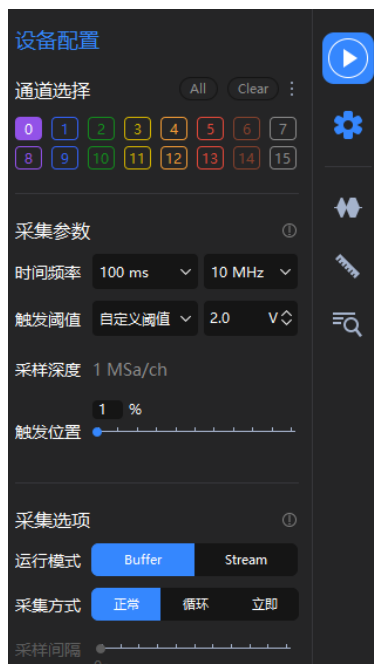 设备配置
通道选择 All Clear
0 1 2 3 4 5 6 7
8 9 10 11 12 13 14 15
采集参数
时间频率 100 ms 10 MHz
触发阈值 自定义阈值 2.0 V
采样深度 1 MSa/ch
1 %
触发位置
采集选项
运行模式 Buffer Stream
采集方式 正常 循环 立即
采样间隔
0